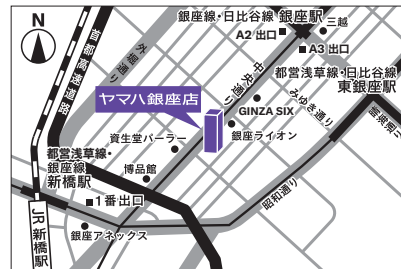 N
銀座線・日比谷線 銀座駅
三越
A2 出口
A3 出口
首都高速道路
外堀通り
中央通り
都営浅草線・日比谷線
東銀座駅
ヤマハ銀座店
GINZA SIX
みゆき通り
銀座ライオン
資生堂パーラー
都営浅草線・
銀座線
新橋駅
博品館
昭和通り
1番出口
銀座アネックス
JR 新橋駅